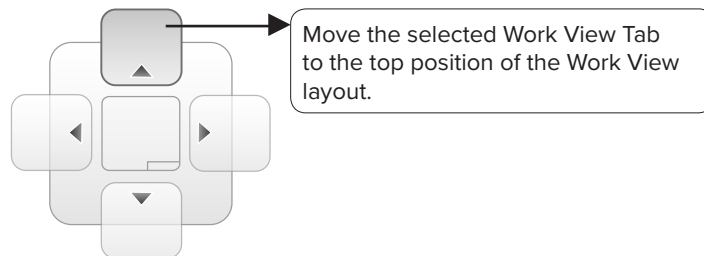 Move the selected Work View Tab
to the top position of the Work View
layout.